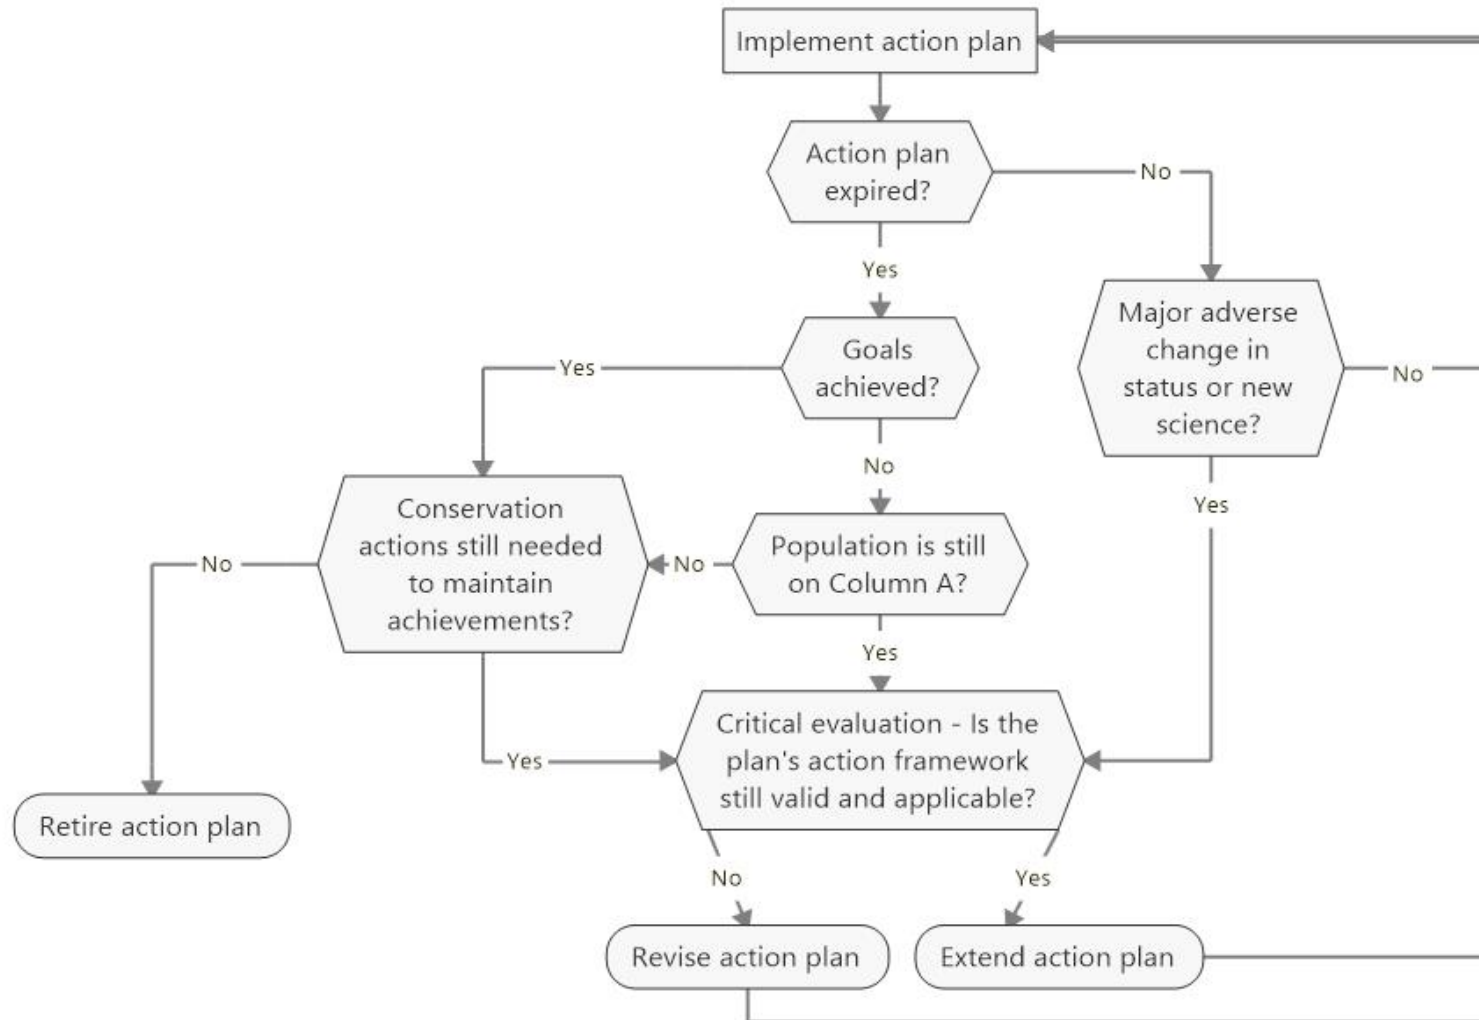 Implement action plan
Action plan
expired?
No
Yes
Major adverse
change in
status or new
science?
Goals
achieved?
Yes
No
No
Yes
Conservation
actions still needed
to maintain
achievements?
Population is still
on Column A?
No
No
Yes
Critical evaluation - Is the
plan's action framework
still valid and applicable?
Yes
Retire action plan
No
Yes
Revise action plan
Extend action plan